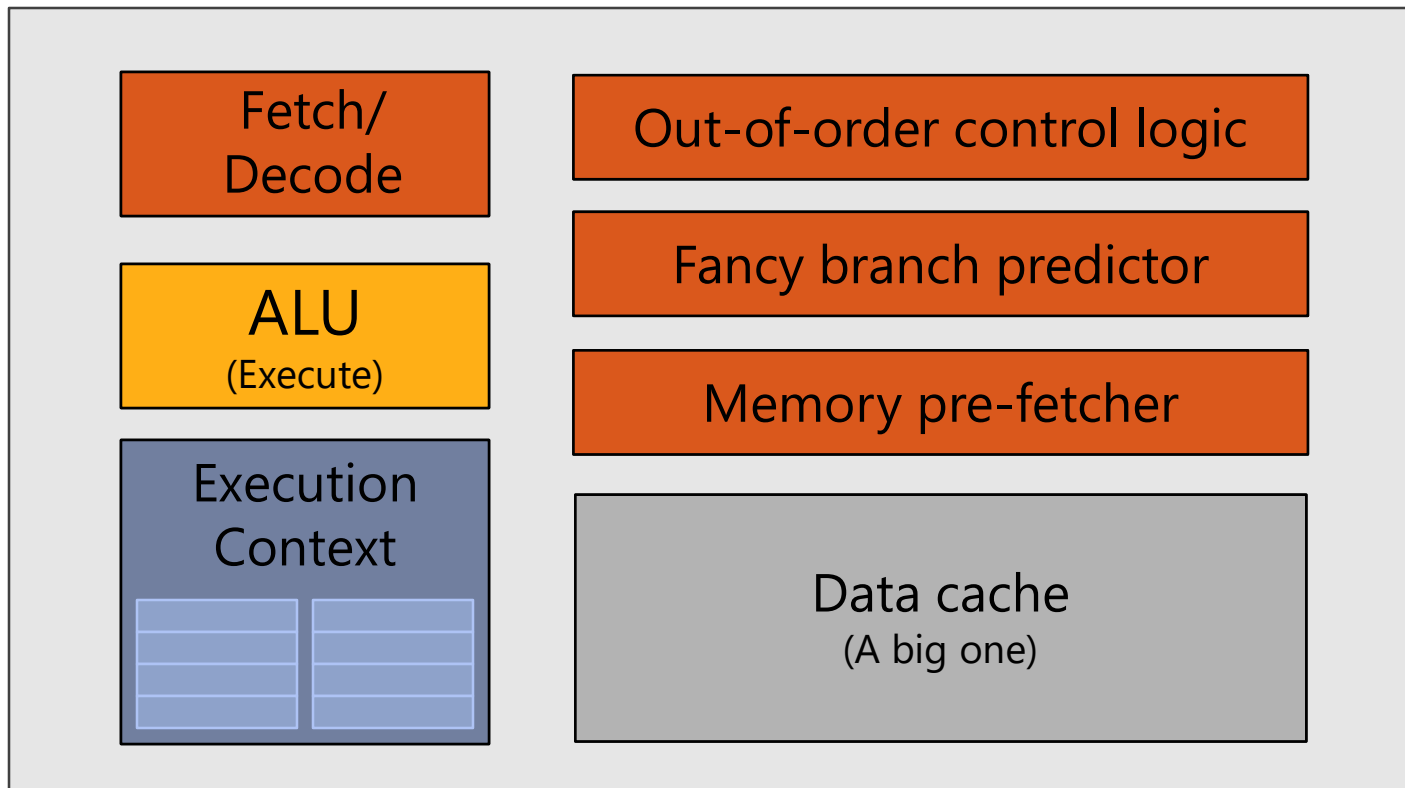 Fetch/
Decode
ALU
(Execute)
Execution
Context
Out-of-order control logic
Fancy branch predictor
Memory pre-fetcher
Data cache
(A big one)